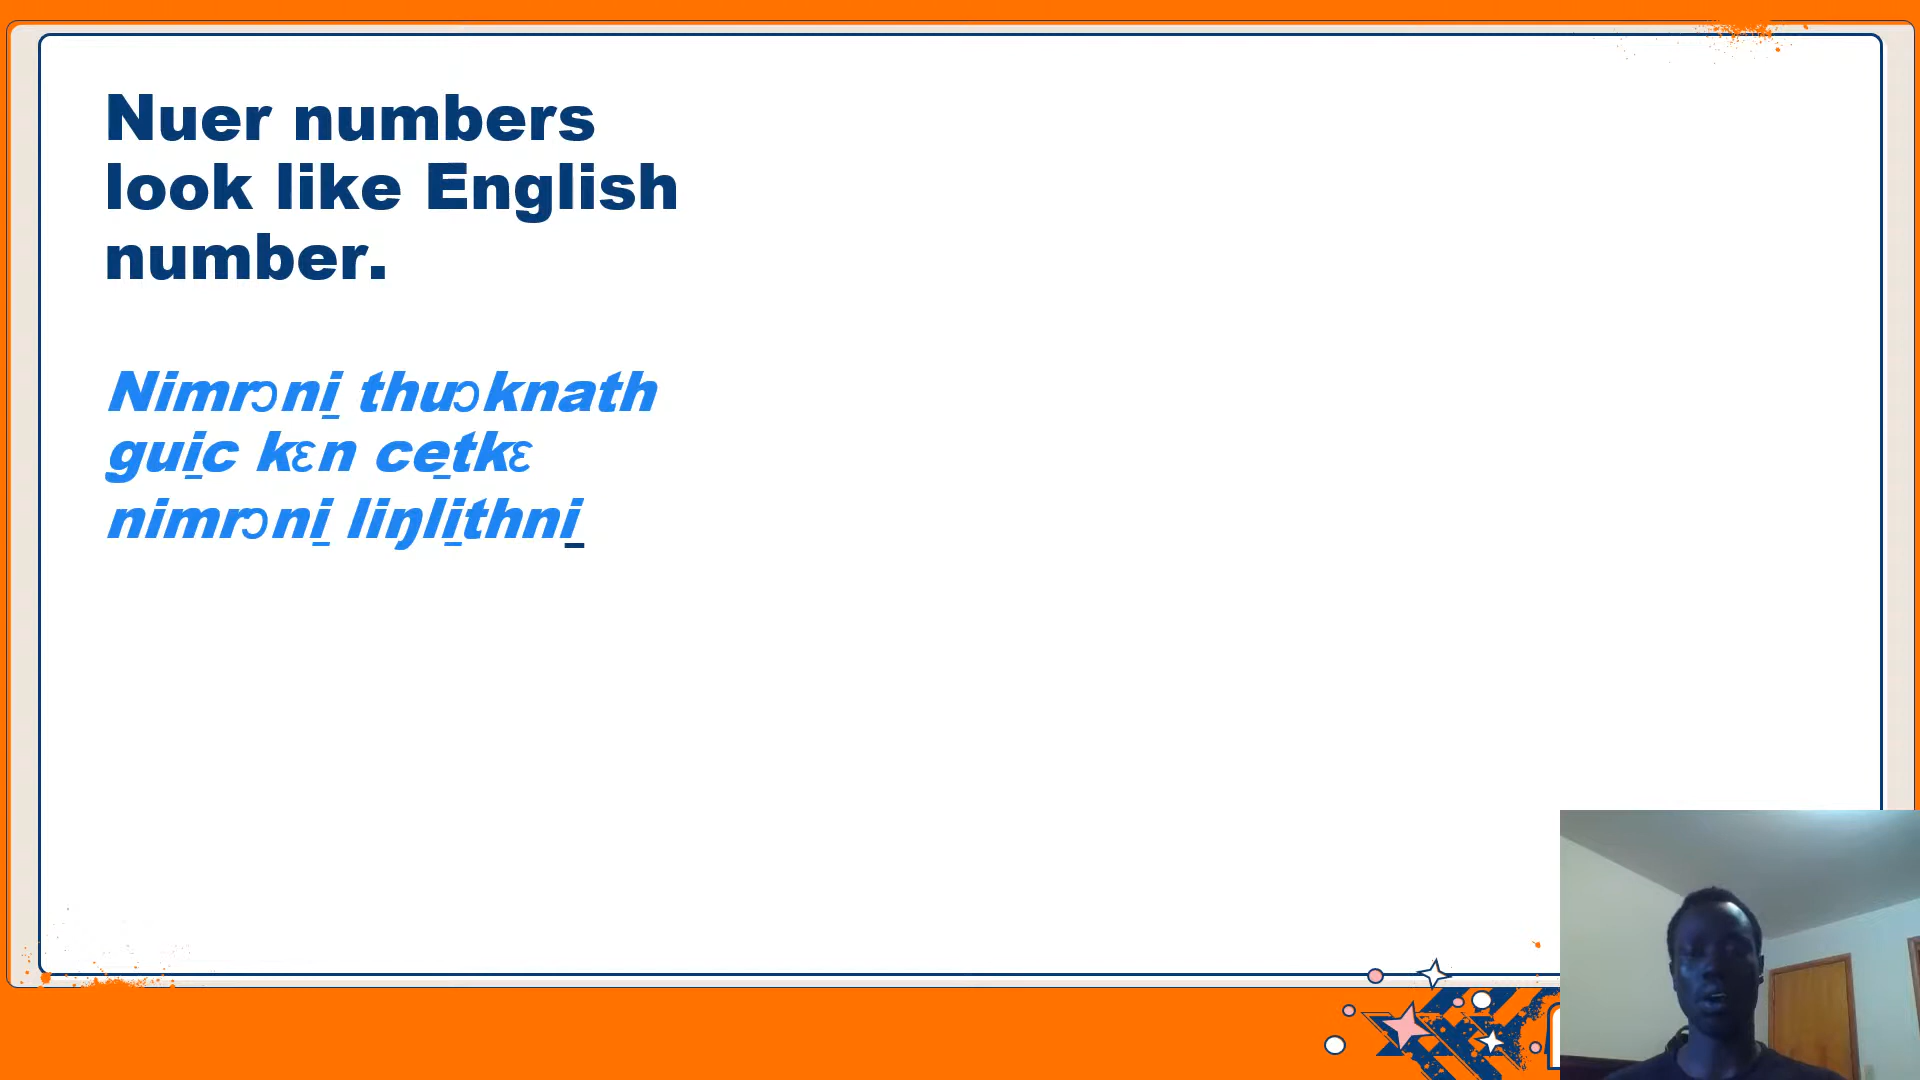 Nuer numbers
look like English
number.
Nimrɔni̱ thuɔknath
gui̱c kɛn ce̱tkɛ
nimrɔni̱ liŋli̱thni̱